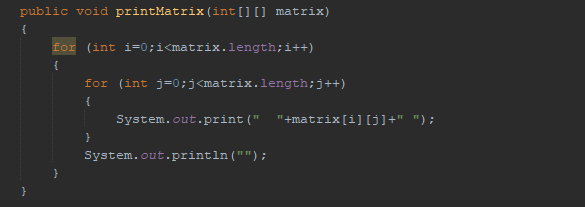 public void printMatrix(int[][] matrix)
{
    for (int i=0;i<matrix.length;i++)
    {
        for (int j=0;j<matrix.length;j++)
        {
            System.out.print("  "+matrix[i][j]+" ");
        }
        System.out.println("");
    }
}